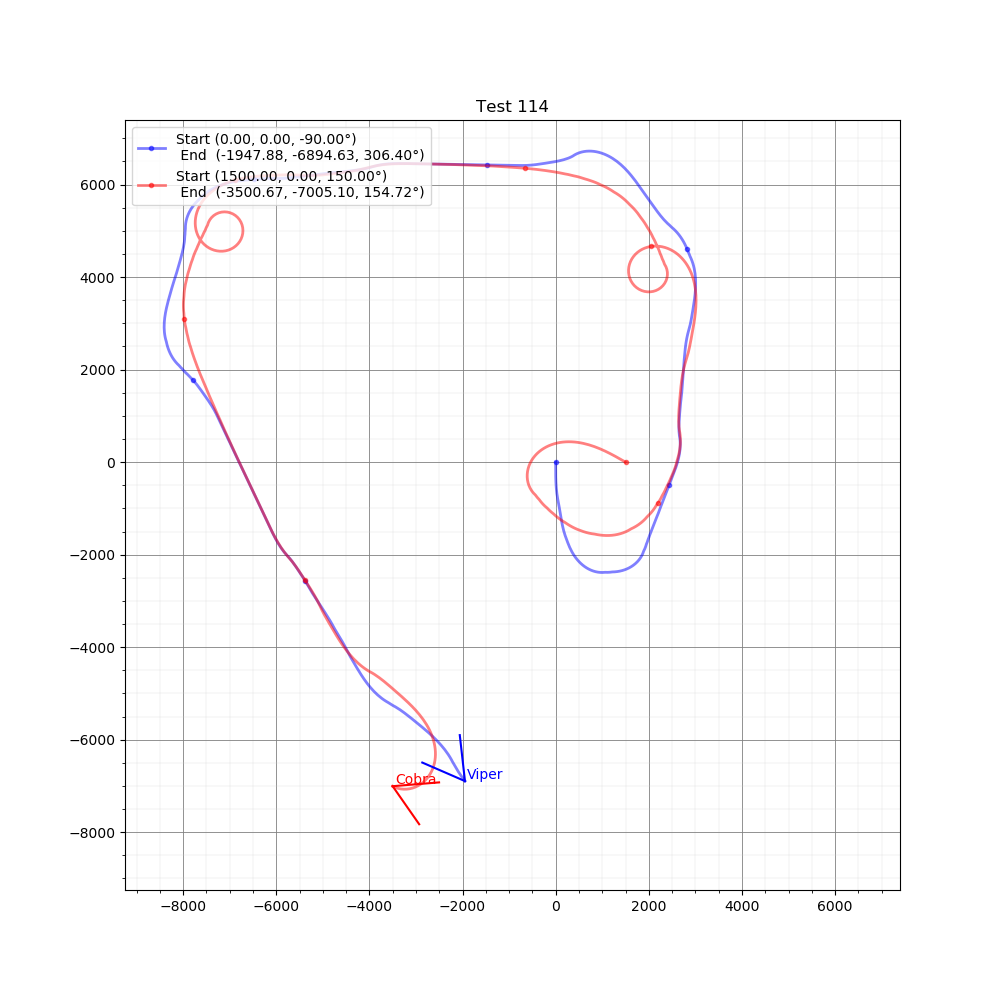 Test 114
Start (0.00, 0.00, -90.00°)
End (-1947.88, -6894.63, 306.40°)
Start (1500.00, 0.00, 150.00°)
End (-3500.67, -7005.10, 154.72°)
6000
4000
2000
0
−2000
−4000
−6000
−8000
Cobra
Viper
−8000 −6000 −4000 −2000 0 2000 4000 6000